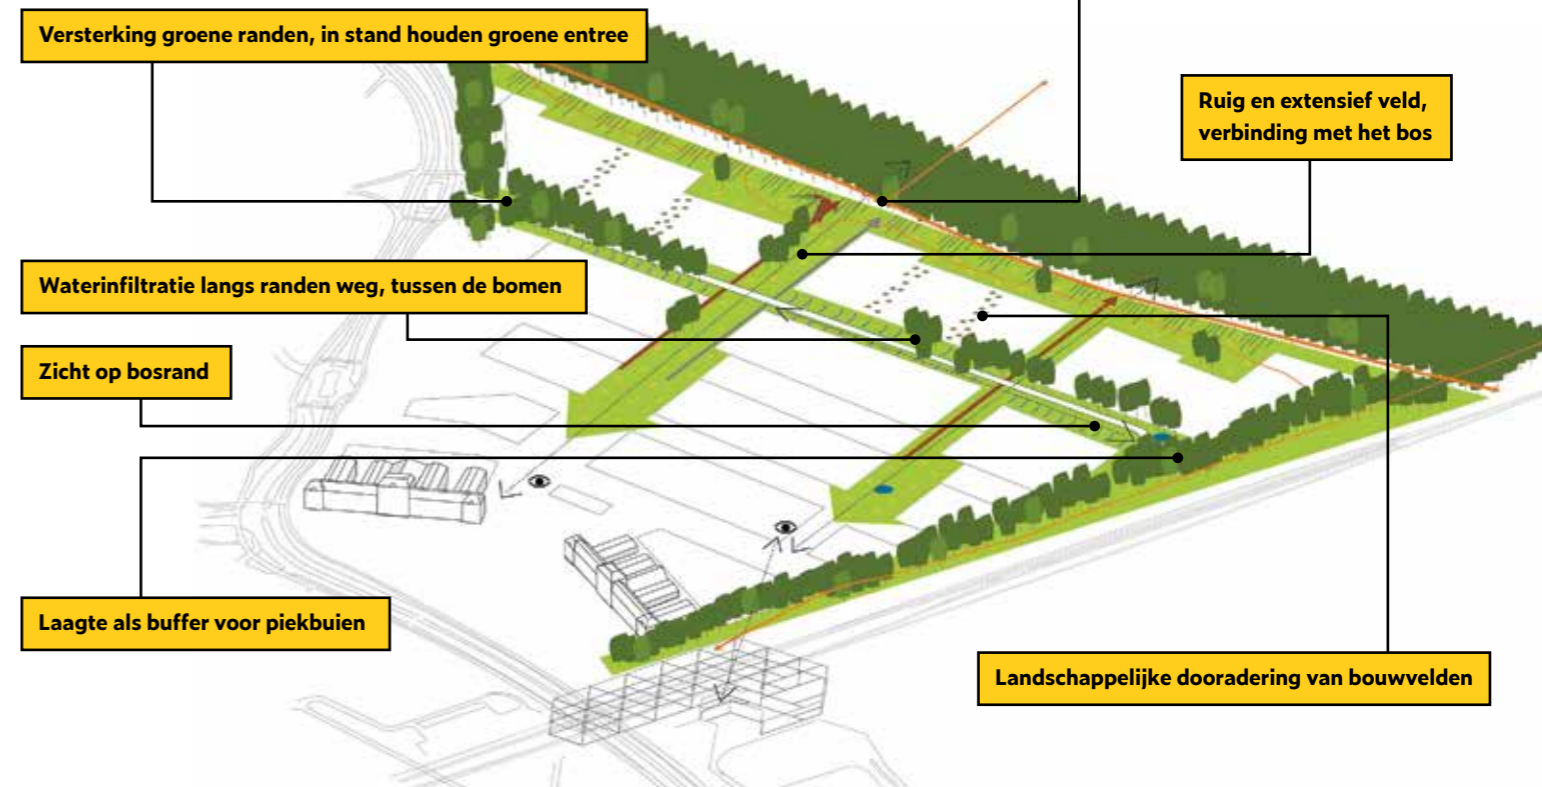 Versterking groene randen, in stand houden groene entree
Ruig en extensief veld,
verbinding met het bos
Waterinfiltratie langs randen weg, tussen de bomen
Zicht op bosrand
Laagte als buffer voor piekbuien
Landschappelijke dooradering van bouwvelden